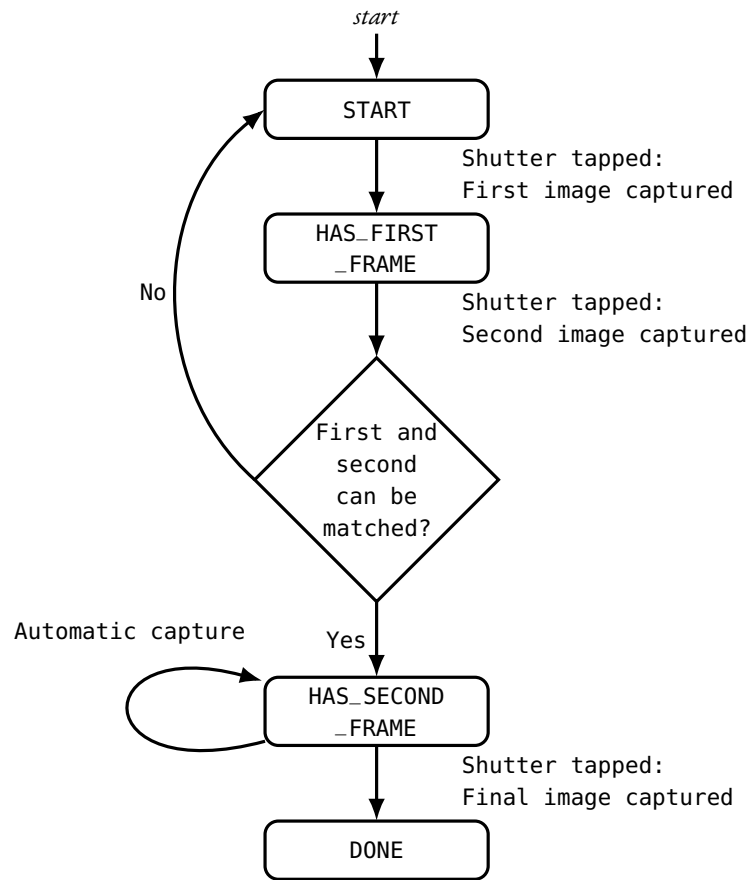 start
START
Shutter tapped:
First image captured
HAS_FIRST
_FRAME
No
Shutter tapped:
Second image captured
First and
second
can be
matched?
Automatic capture
Yes
HAS_SECOND
_FRAME
Shutter tapped:
Final image captured
DONE